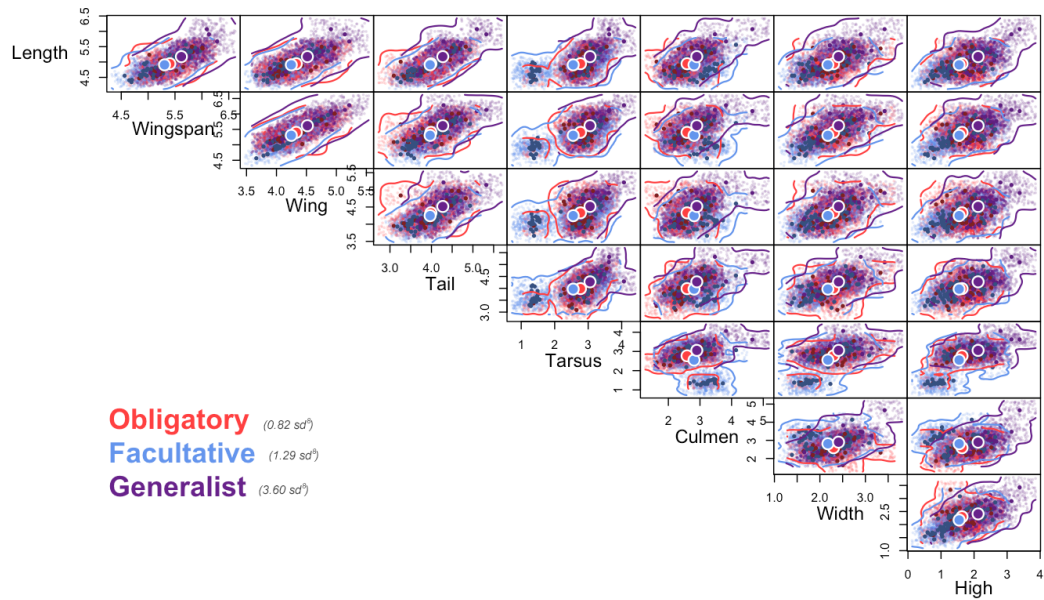 6.5
5.5
4.5
Length
4.5 5.5
Wingspan
6.5
5.5
4.5
3.5 4.0 4.5 5.0
Wing
5.5
4.5
3.5
3.0 4.0 5.0
Tail
4.5
3.0
1 2 3 4
Tarsus
4
3
2
1
2 3 4 5
Culmen
5
4
3
2
1.0 2.0 3.0
Width
2.5
1.0
0 1 2 3 4
High
Obligatory (0.82 sd⁸)
Facultative (1.29 sd⁸)
Generalist (3.60 sd⁸)